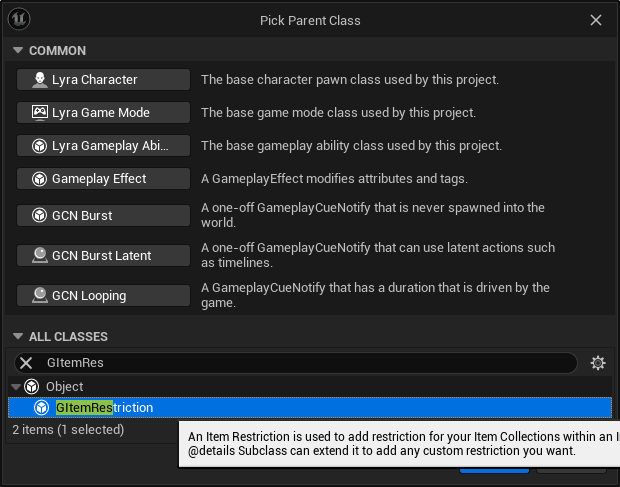 Pick Parent Class
COMMON
Lyra Character
The base character pawn class used by this project.
Lyra Game Mode
The base game mode class used by this project.
Lyra Gameplay Abi...
The base gameplay ability class used by this project.
Gameplay Effect
A GameplayEffect modifies attributes and tags.
GCN Burst
A one-off GameplayCueNotify that is never spawned into the
world.
GCN Burst Latent
A one-off GameplayCueNotify that can use latent actions such
as timelines.
GCN Looping
A GameplayCueNotify that has a duration that is driven by the
game.
ALL CLASSES
GItemRes
Object
GItemRestriction
2 items (1 selected)
An Item Restriction is used to add restriction for your Item Collections within an
@details Subclass can extend it to add any custom restriction you want.